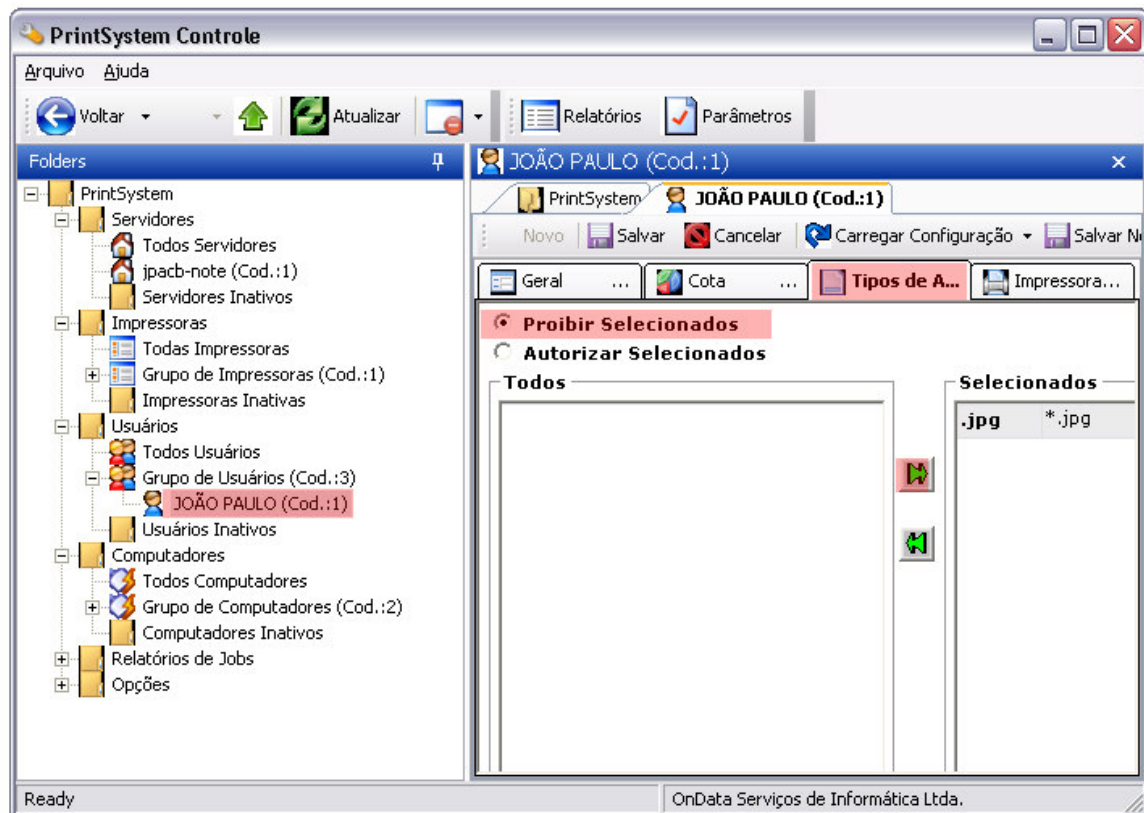 PrintSystem Controle
Arquivo Ajuda
Voltar Atualizar Relatórios Parâmetros
Folders
PrintSystem
Servidores
Todos Servidores
jpacb-note (Cod.:1)
Servidores Inativos
Impressoras
Todas Impressoras
Grupo de Impressoras (Cod.:1)
Impressoras Inativas
Usuários
Todos Usuários
Grupo de Usuários (Cod.:3)
JOÃO PAULO (Cod.:1)
Usuários Inativos
Computadores
Todos Computadores
Grupo de Computadores (Cod.:2)
Computadores Inativos
Relatórios de Jobs
Opções
JOÃO PAULO (Cod.:1)
PrintSystem JOÃO PAULO (Cod.:1)
Novo Salvar Cancelar Carregar Configuração Salvar N
Geral ... Cota ... Tipos de A... Impressora...
Proibir Selecionados
Autorizar Selecionados
Todos
Selecionados
.jpg *.jpg
Ready
OnData Serviços de Informática Ltda.